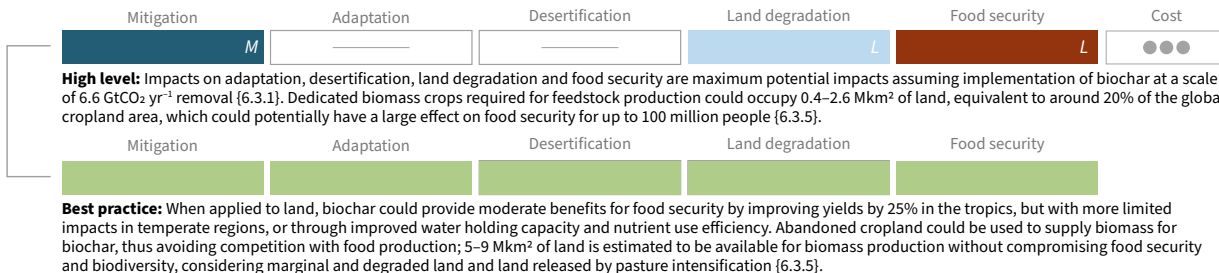 Mitigation Adaptation Desertification Land degradation Food security Cost
M L L
High level: Impacts on adaptation, desertification, land degradation and food security are maximum potential impacts assuming implementation of biochar at a scale
of 6.6 GtCO₂ yr⁻¹ removal {6.3.1}. Dedicated biomass crops required for feedstock production could occupy 0.4–2.6 Mkm² of land, equivalent to around 20% of the global
cropland area, which could potentially have a large effect on food security for up to 100 million people {6.3.5}.
Mitigation Adaptation Desertification Land degradation Food security
Best practice: When applied to land, biochar could provide moderate benefits for food security by improving yields by 25% in the tropics, but with more limited
impacts in temperate regions, or through improved water holding capacity and nutrient use efficiency. Abandoned cropland could be used to supply biomass for
biochar, thus avoiding competition with food production; 5–9 Mkm² of land is estimated to be available for biomass production without compromising food security
and biodiversity, considering marginal and degraded land and land released by pasture intensification {6.3.5}.